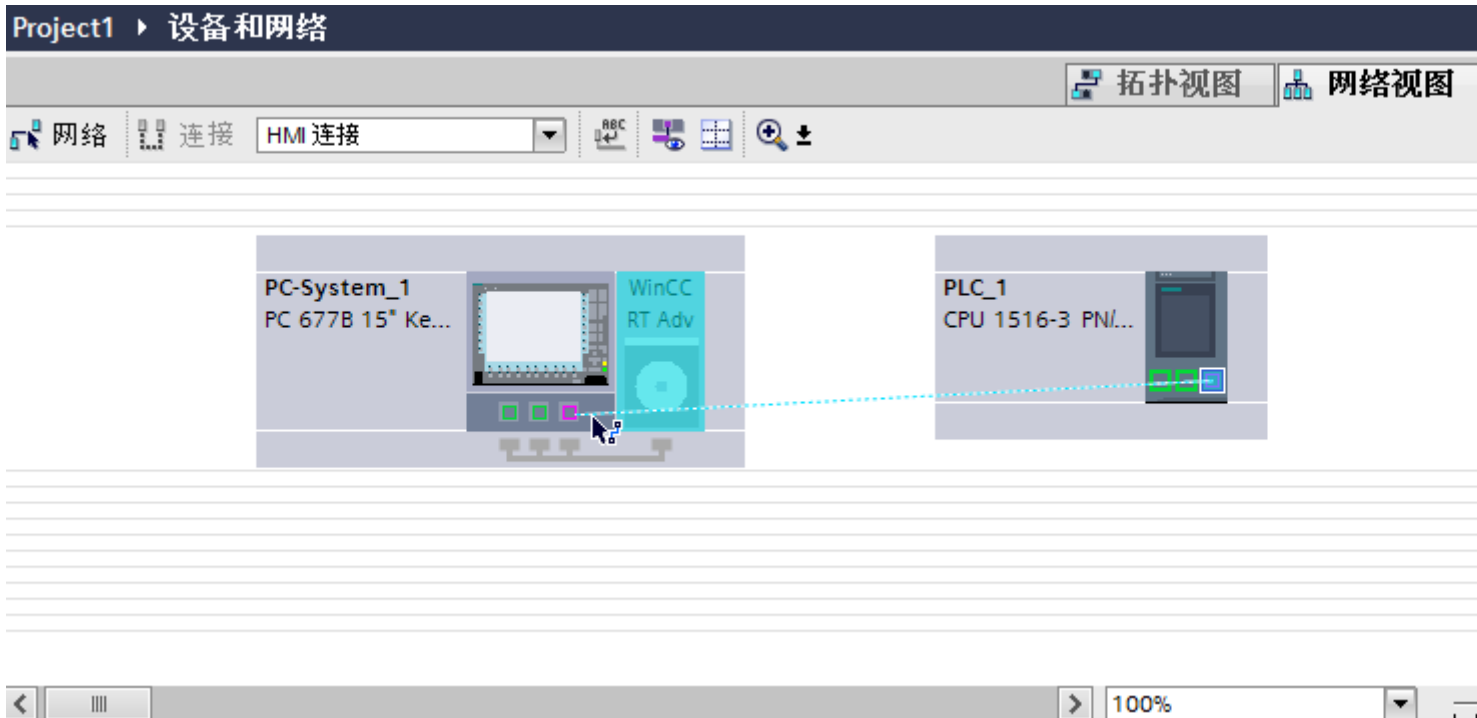 Project1 ▸ 设备和网络
拓扑视图 网络视图
网络 连接 HMI 连接
PC-System_1
PC 677B 15" Ke...
WinCC
RT Adv
PLC_1
CPU 1516-3 PN/...
100%